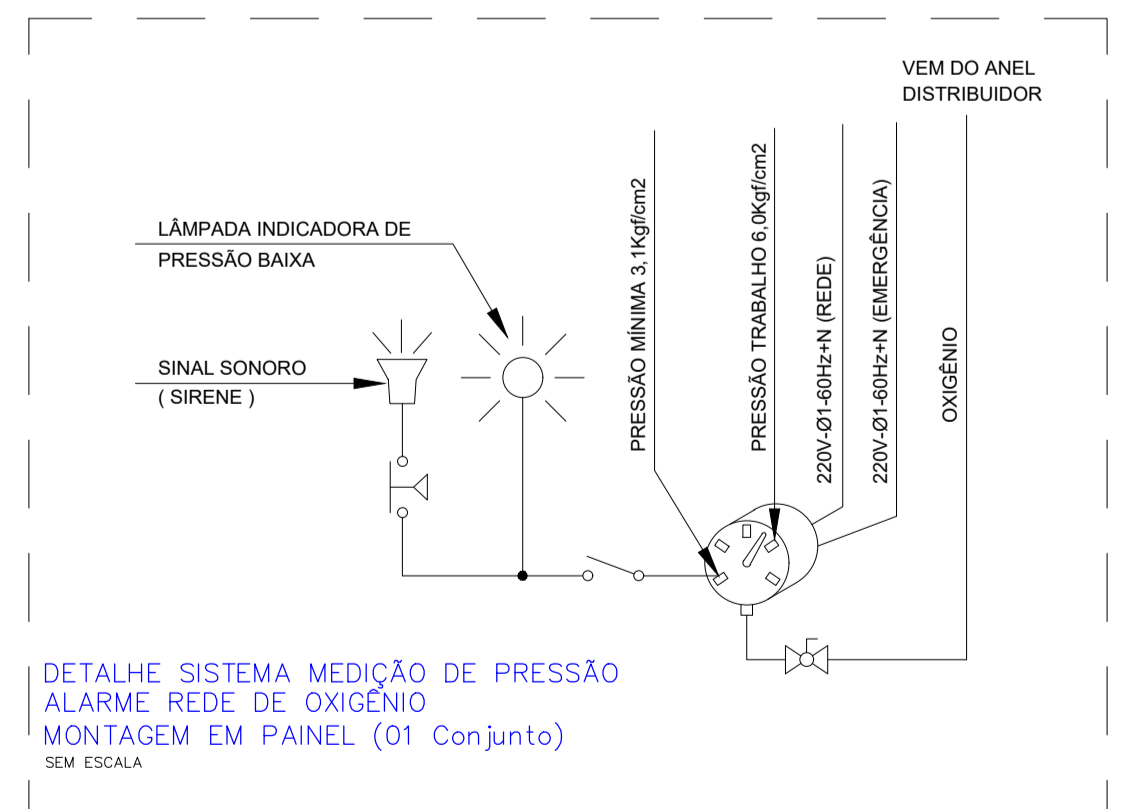 VEM DO ANEL
DISTRIBUIDOR
LÂMPADA INDICADORA DE
PRESSÃO BAIXA
SINAL SONORO
( SIRENE )
PRESSÃO MÍNIMA 3,1Kgf/cm2
PRESSÃO TRABALHO 6,0Kgf/cm2
220V-Ø1-60Hz+N (REDE)
220V-Ø1-60Hz+N (EMERGÊNCIA)
OXIGÊNIO
DETALHE SISTEMA MEDIÇÃO DE PRESSÃO
ALARME REDE DE OXIGÊNIO
MONTAGEM EM PAINEL (01 Conjunto)
SEM ESCALA